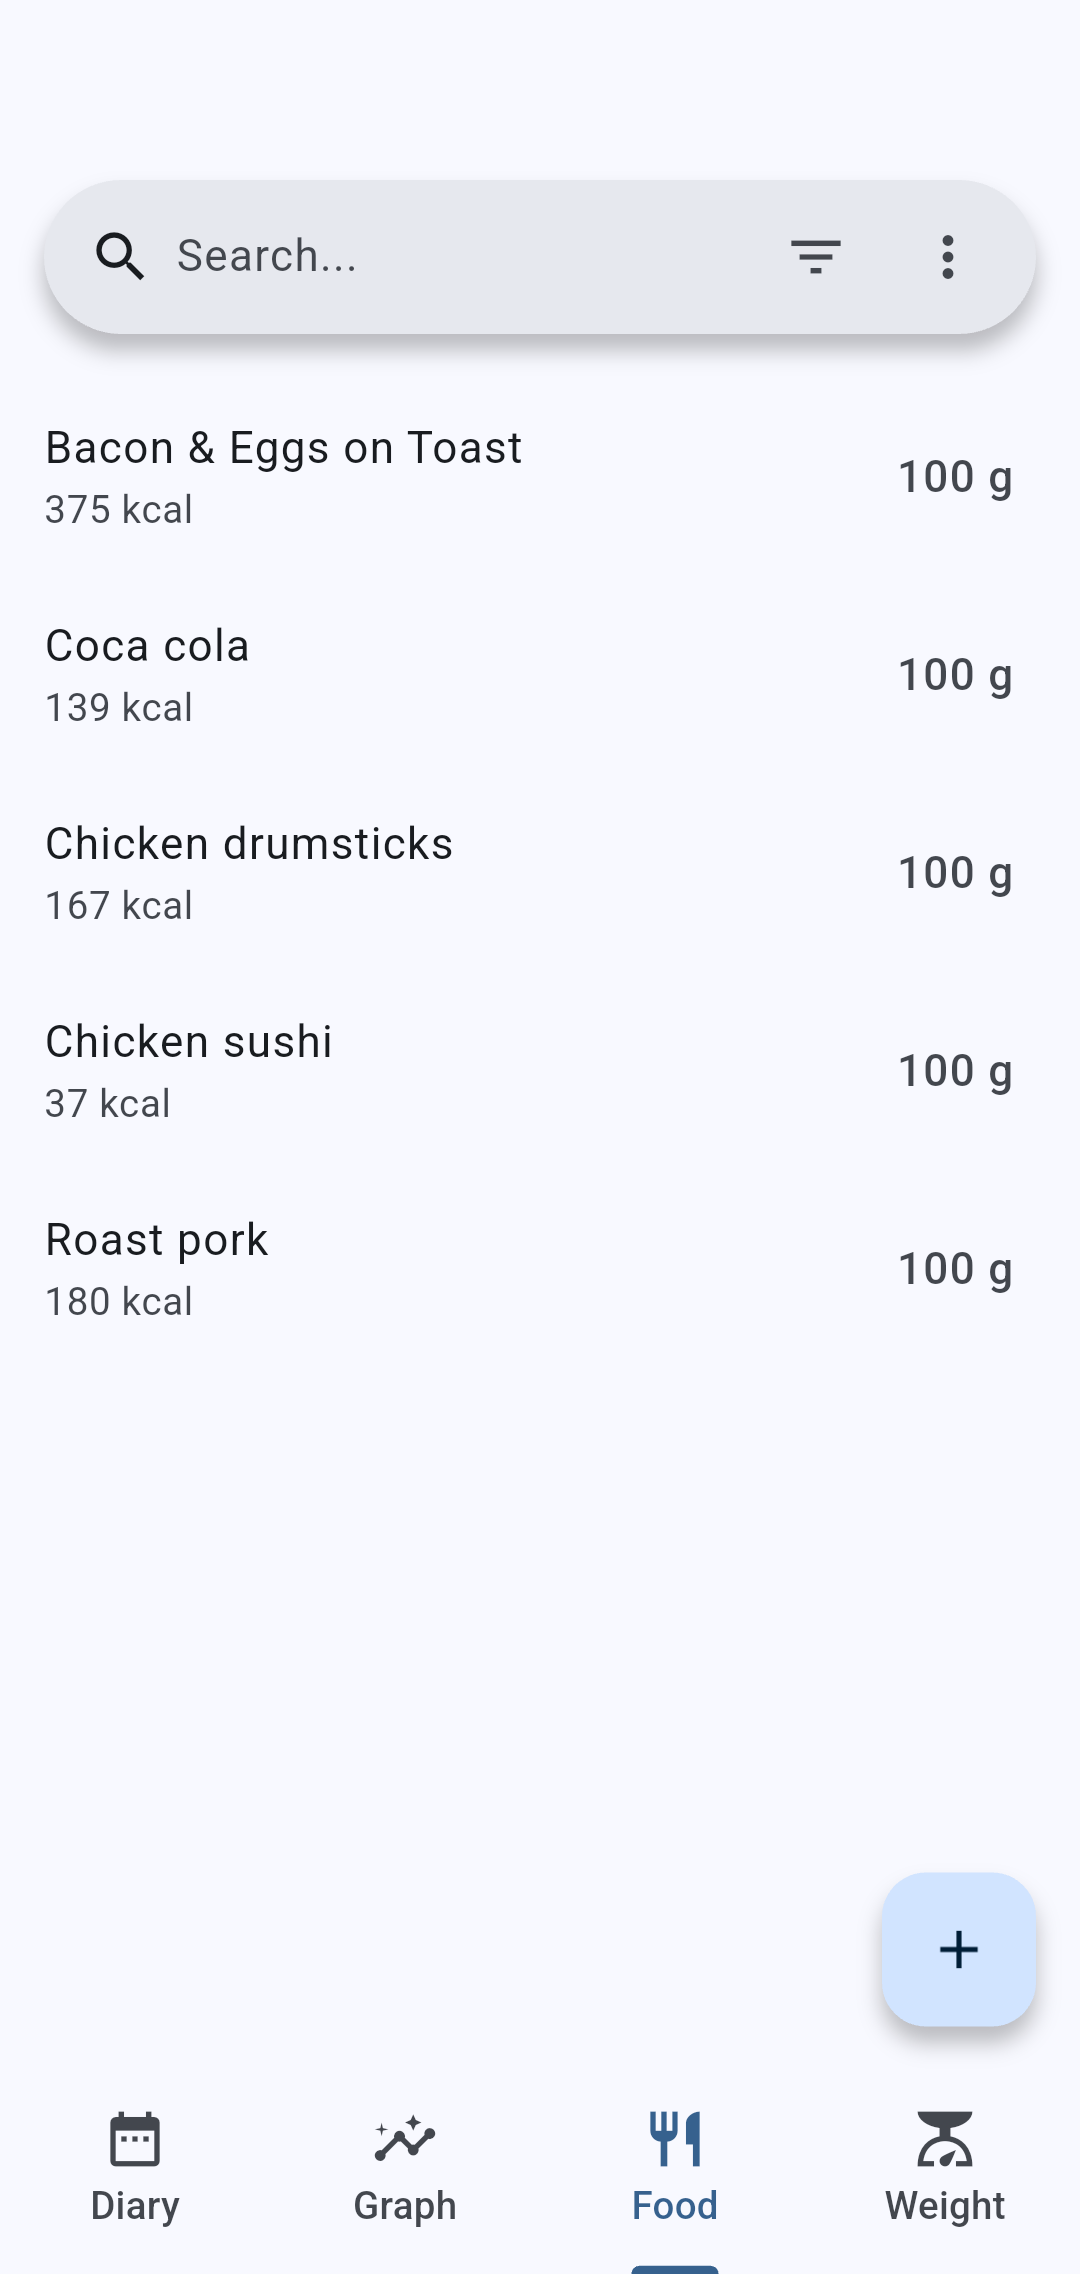 Search...
Bacon & Eggs on Toast
375 kcal
100 g
Coca cola
139 kcal
100 g
Chicken drumsticks
167 kcal
100 g
Chicken sushi
37 kcal
100 g
Roast pork
180 kcal
100 g
Diary
Graph
Food
Weight